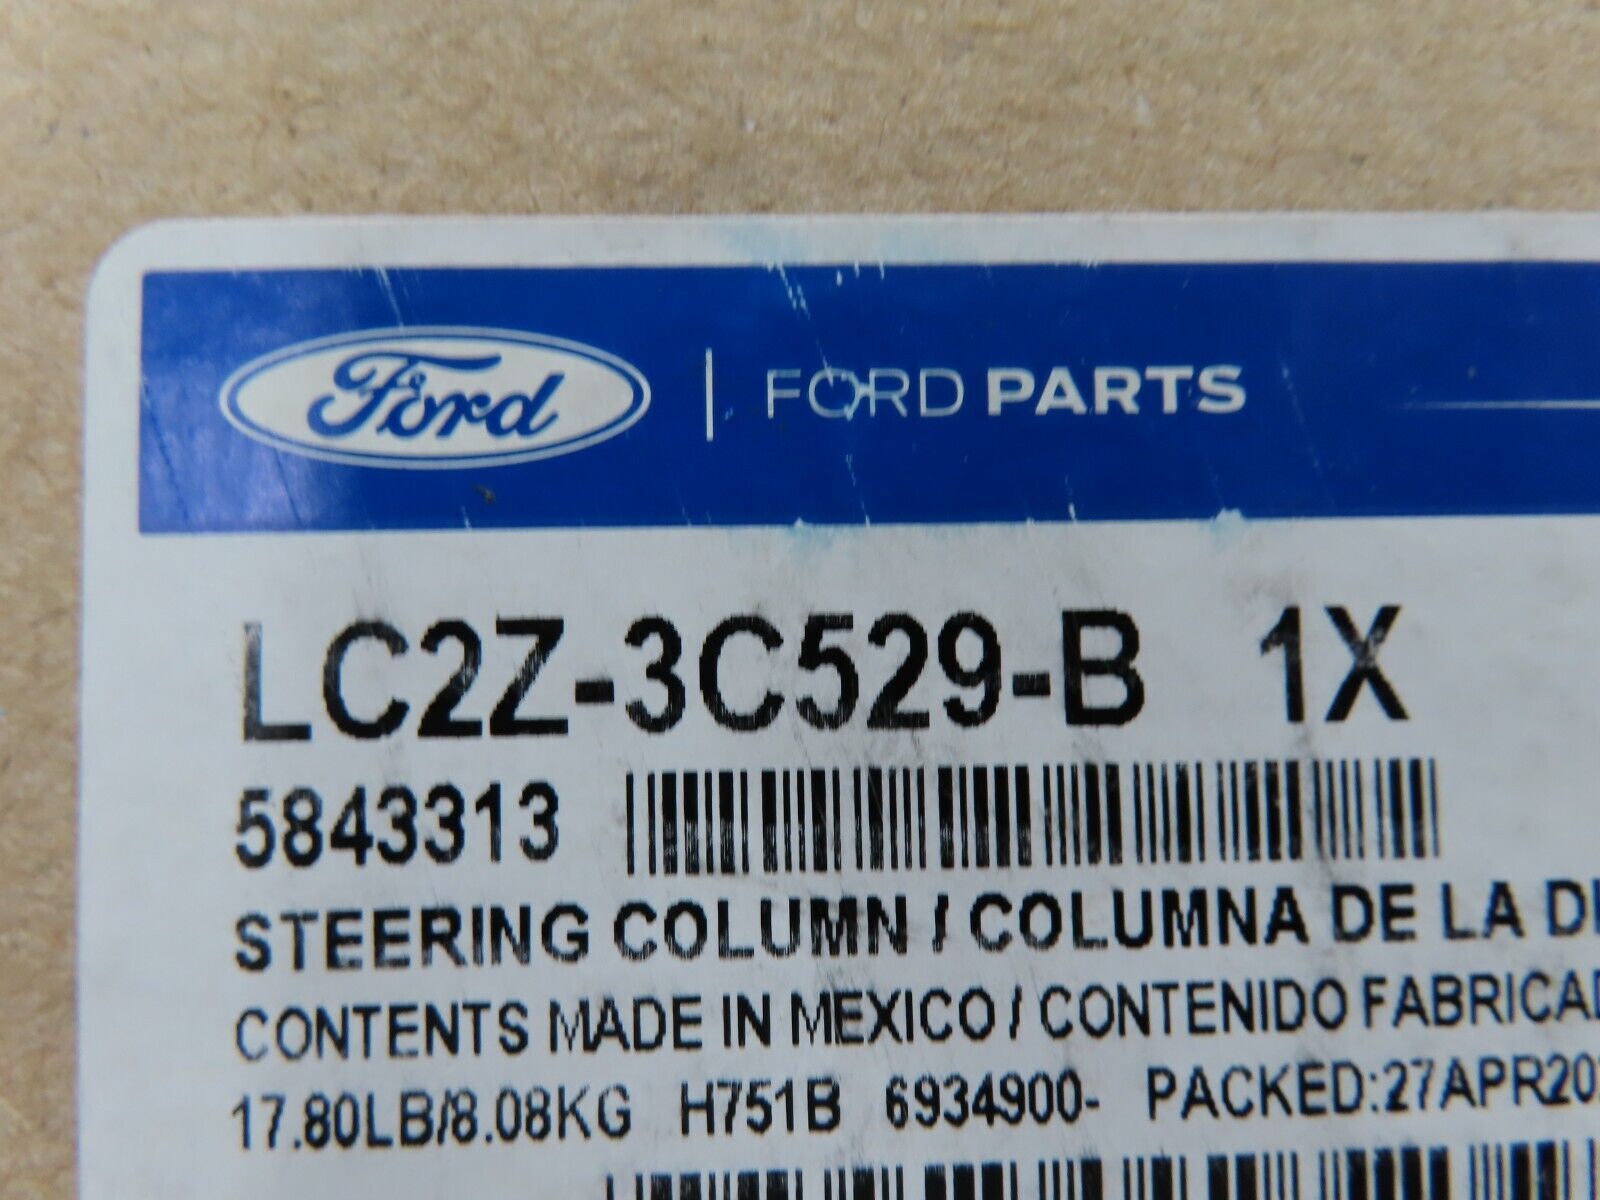 Ford | FORD PARTS
LC2Z-3C529-B 1X
5843313
STEERING COLUMN / COLUMNA DE LA
CONTENTS MADE IN MEXICO / CONTENIDO
17.80LB/8.08KG H751B 6934900- PACKED:27APR20